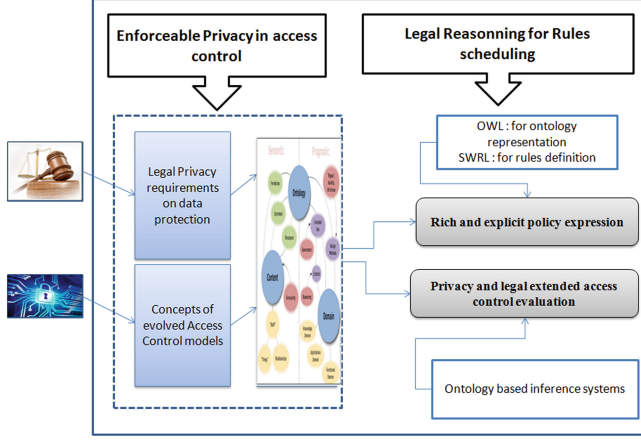 Enforceable Privacy in access
control
Legal Reasonning for Rules
scheduling
OWL : for ontology
representation
SWRL : for rules definition
Legal Privacy
requirements
on data
protection
Semantic
Pragmatic
Ontology
Content
Domain
Rich and explicit policy expression
Privacy and legal extended access
control evaluation
Concepts of
evolved Access
Control models
Ontology based inference systems